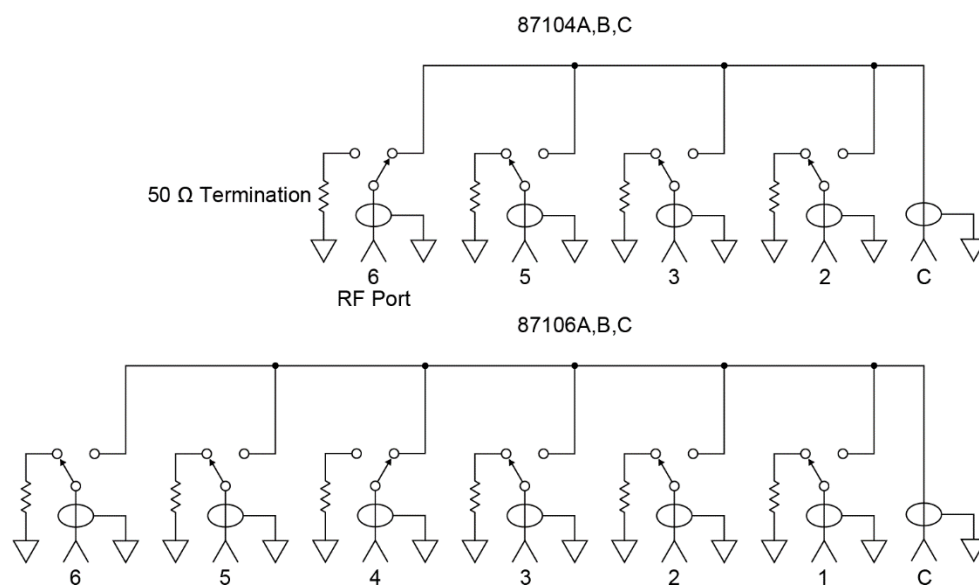 87104A,B,C
50 Ω Termination
6 5 3 2 C
RF Port
87106A,B,C
6 5 4 3 2 1 C